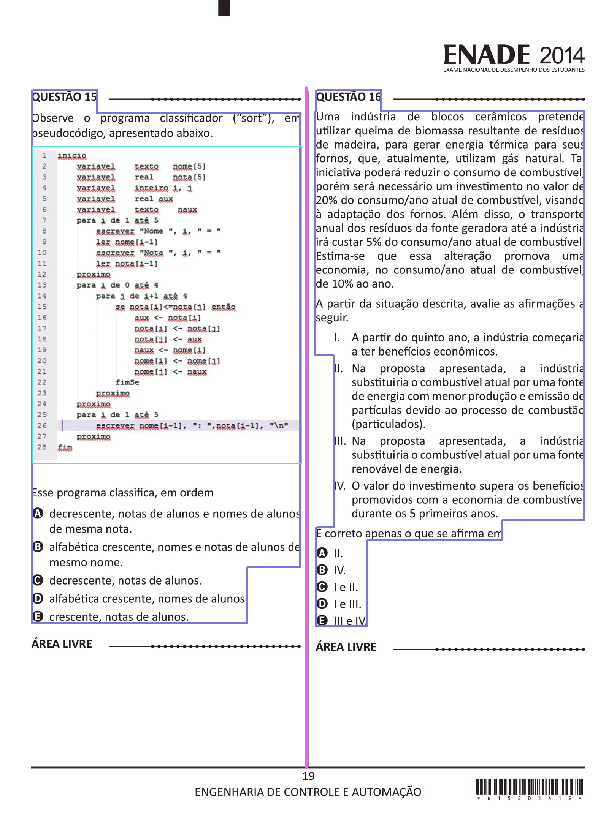 ENADE 2014
EXAME NACIONAL DE DESEMPENHO DOS ESTUDANTES
QUESTÃO 15
Observe o programa classificador (“sort”), em
pseudocódigo, apresentado abaixo.
1 inicio
2 variavel texto nome[5]
3 variavel real nota[5]
4 variavel inteiro i, j
5 variavel real aux
6 variavel texto naux
7 para i de 1 até 5
8 escrever "Nome ", i, " = "
9 ler nome[i-1]
10 escrever "Nota ", i, " = "
11 ler nota[i-1]
12 proximo
13 para i de 0 até 4
14 para j de i+1 até 4
15 se nota[i]<=nota[j] então
16 aux <- nota[i]
17 nota[i] <- nota[j]
18 nota[j] <- aux
19 naux <- nome[i]
20 nome[i] <- nome[j]
21 nome[j] <- naux
22 fimSe
23 proximo
24 proximo
25 para i de 1 até 5
26 escrever nome[i-1], ": ",nota[i-1], "\n"
27 proximo
28 fim
Esse programa classifica, em ordem
A decrescente, notas de alunos e nomes de alunos
de mesma nota.
B alfabética crescente, nomes e notas de alunos de
mesmo nome.
C decrescente, notas de alunos.
D alfabética crescente, nomes de alunos
E crescente, notas de alunos.
ÁREA LIVRE
QUESTÃO 16
Uma indústria de blocos cerâmicos pretende
utilizar queima de biomassa resultante de resíduos
de madeira, para gerar energia térmica para seus
fornos, que, atualmente, utilizam gás natural. Tal
iniciativa poderá reduzir o consumo de combustível,
porém será necessário um investimento no valor de
20% do consumo/ano atual de combustível, visando
à adaptação dos fornos. Além disso, o transporte
anual dos resíduos da fonte geradora até a indústria
irá custar 5% do consumo/ano atual de combustível.
Estima-se que essa alteração promova uma
economia, no consumo/ano atual de combustível,
de 10% ao ano.
A partir da situação descrita, avalie as afirmações a
seguir.
I. A partir do quinto ano, a indústria começaria
a ter benefícios econômicos.
II. Na proposta apresentada, a indústria
substituiria o combustível atual por uma fonte
de energia com menor produção e emissão de
partículas devido ao processo de combustão
(particulados).
III. Na proposta apresentada, a indústria
substituiria o combustível atual por uma fonte
renovável de energia.
IV. O valor do investimento supera os benefícios
promovidos com a economia de combustível
durante os 5 primeiros anos.
É correto apenas o que se afirma em
A II.
B IV.
C I e II.
D I e III.
E III e IV.
ÁREA LIVRE
19
ENGENHARIA DE CONTROLE E AUTOMAÇÃO